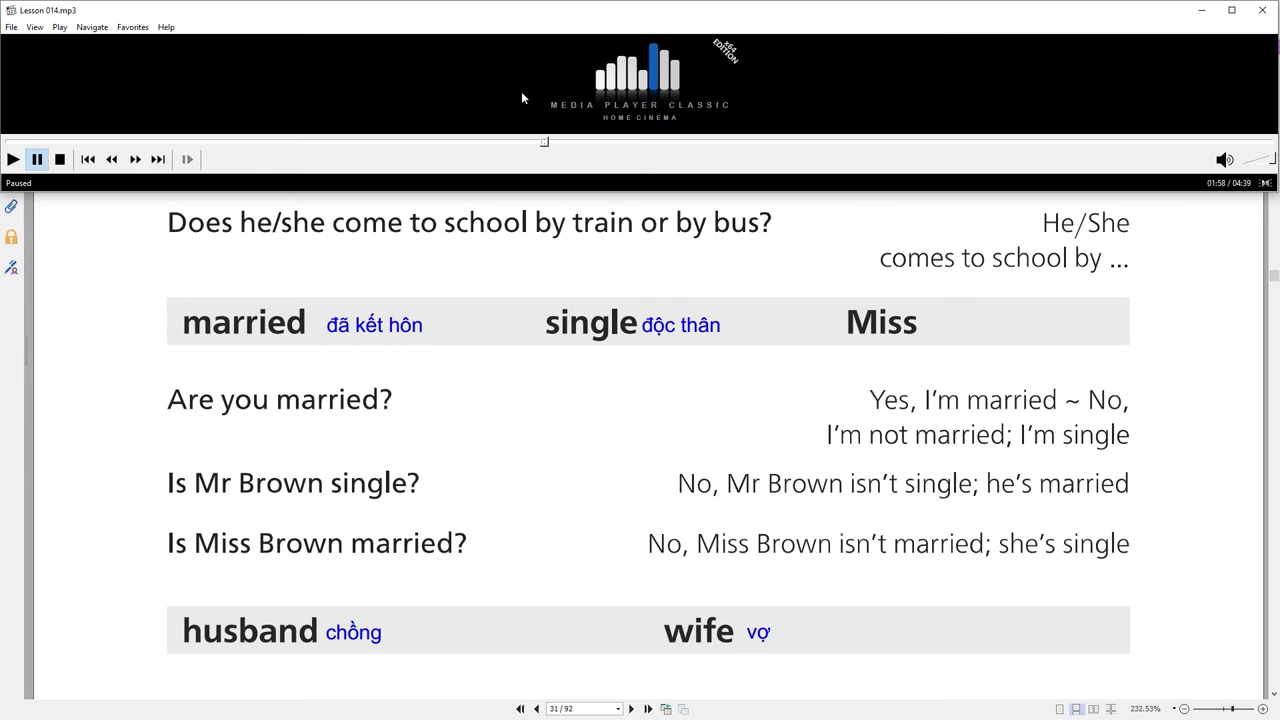 Lesson 014.mp3
File View Play Navigate Favorites Help
x64 EDITION
MEDIA PLAYER CLASSIC
HOME CINEMA
Paused 01:58 / 04:39
Does he/she come to school by train or by bus? He/She
comes to school by ...
married đã kết hôn single độc thân Miss
Are you married? Yes, I'm married ~ No,
I'm not married; I'm single
Is Mr Brown single? No, Mr Brown isn't single; he's married
Is Miss Brown married? No, Miss Brown isn't married; she's single
husband chồng wife vợ
31 / 92 232.53%